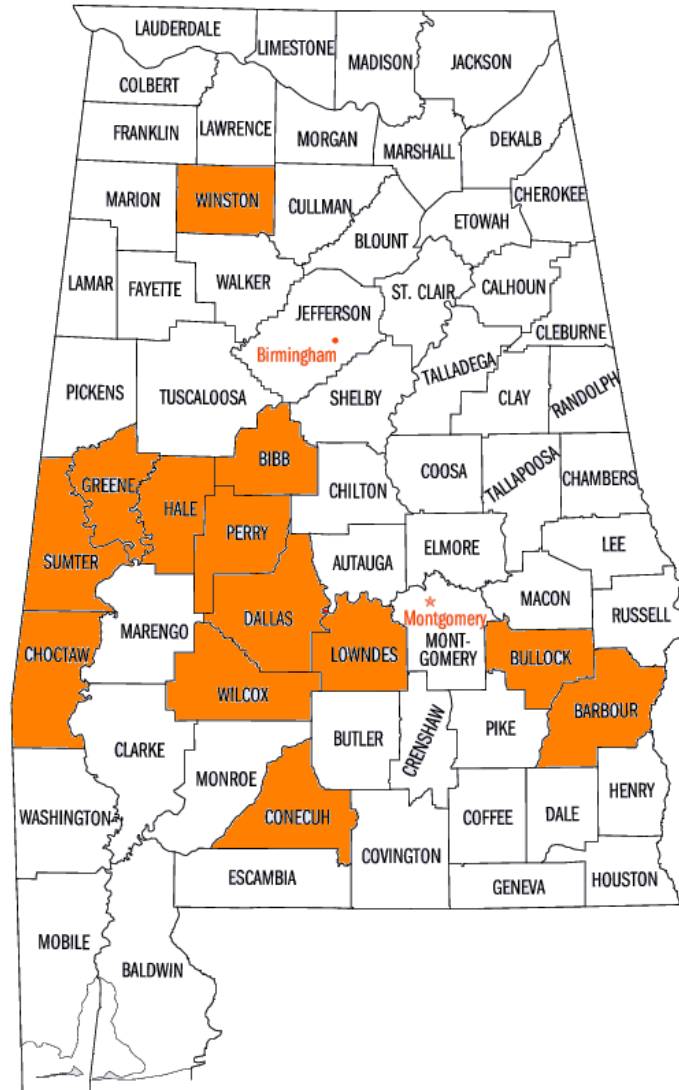 LAUDERDALE
LIMESTONE
MADISON
JACKSON
COLBERT
FRANKLIN
LAWRENCE
MORGAN
MARSHALL
DEKALB
MARION
WINSTON
CULLMAN
BLOUNT
ETOWAH
CHEROKEE
LAMAR
FAYETTE
WALKER
JEFFERSON
Birmingham
ST. CLAIR
CALHOUN
CLEBURNE
PICKENS
TUSCALOOSA
SHELBY
TALLADEGA
CLAY
RANDOLPH
GREENE
HALE
BIBB
PERRY
CHILTON
COOSA
TALLAPOOSA
CHAMBERS
SUMTER
AUTAUGA
ELMORE
LEE
MARENGO
DALLAS
LOWNDES
Montgomery
MONT-
GOMERY
MACON
RUSSELL
CHOCTAW
WILCOX
BULLOCK
BARBOUR
CLARKE
MONROE
BUTLER
CRENSHAW
PIKE
WASHINGTON
CONECUH
COVINGTON
COFFEE
DALE
HENRY
ESCAMBIA
GENEVA
HOUSTON
MOBILE
BALDWIN